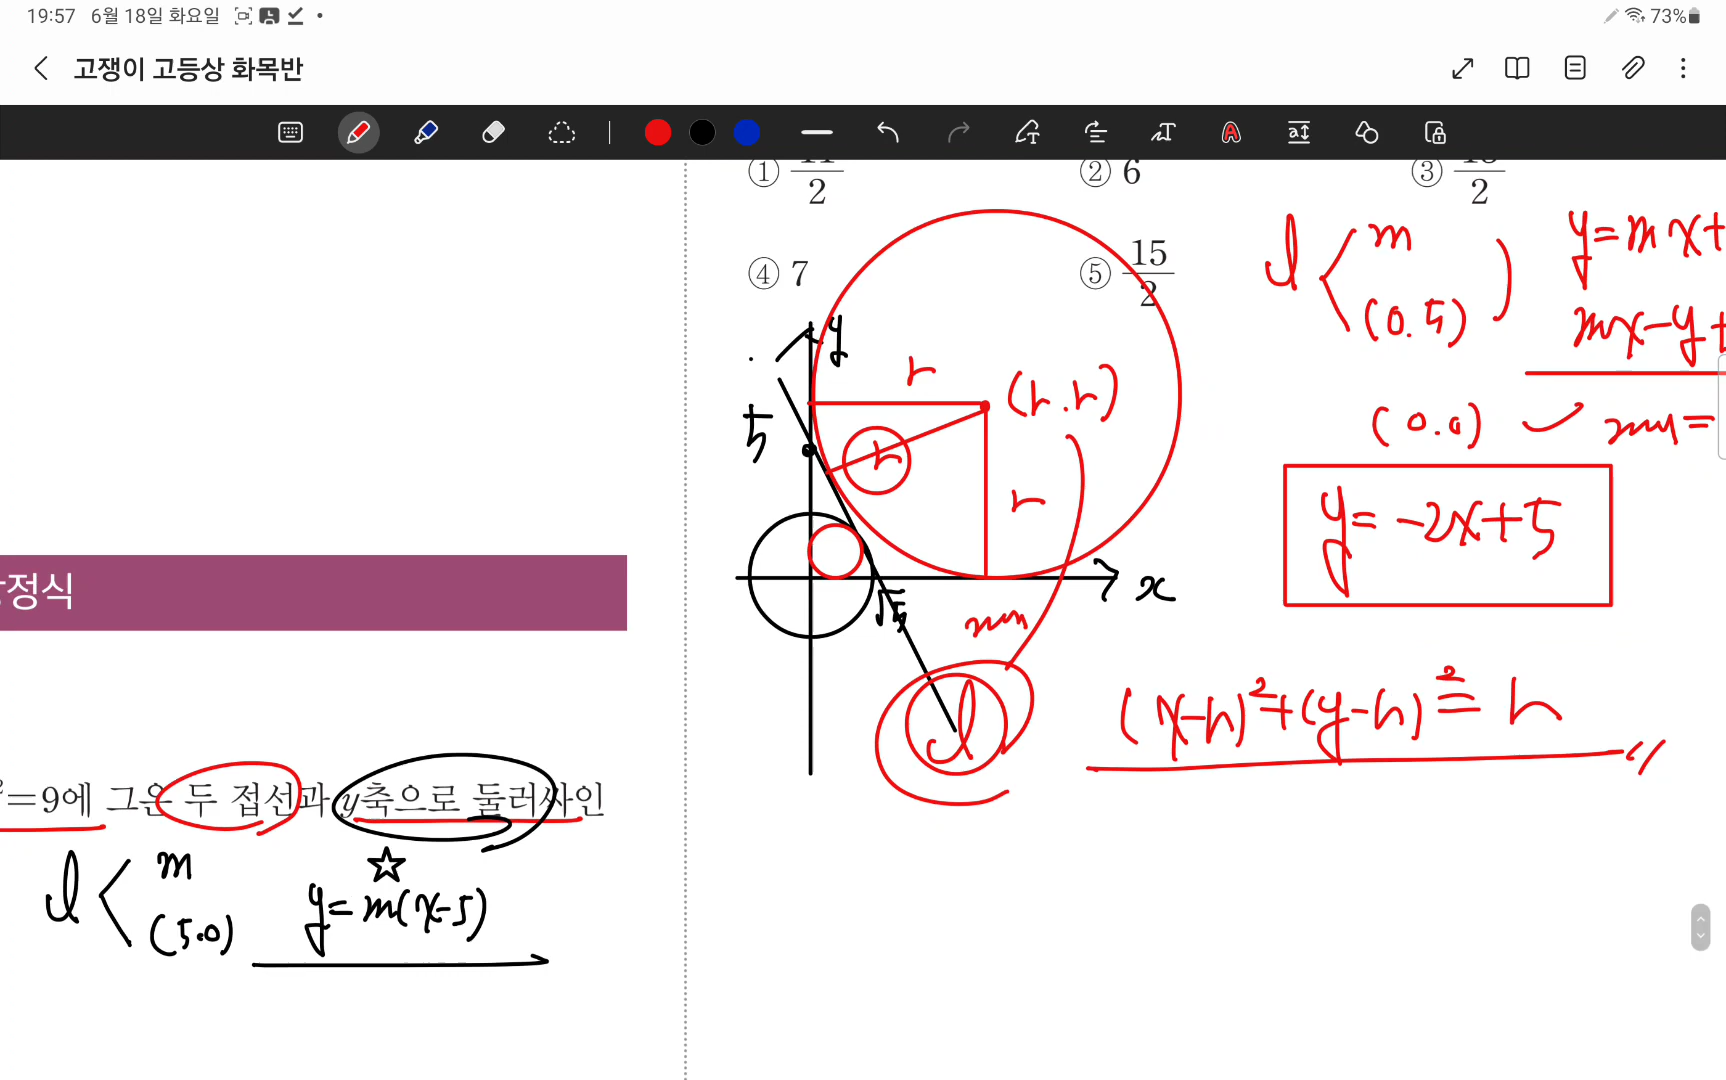 19:57 6월 18일 화요일
73%
고쟁이 고등상 화목반
① 11/2
② 6
③ /2
④ 7
⑤ 15/2
l < m
(0.5)
y=mx+
mx-y+
(0.0) ✓
y=-2x+5
y
5
r
(r.r)
r
r
x
√5
l
(x-r)²+(y-r)²=r
정식
²=9에 그은 두 접선과 y축으로 둘러싸인
l < m
(5.0)
☆
y=m(x-5)